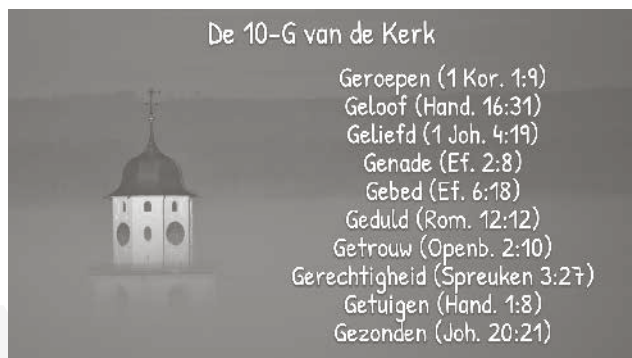 De 10-G van de Kerk
Geroepen (1 Kor. 1:9)
Geloof (Hand. 16:31)
Geliefd (1 Joh. 4:19)
Genade (Ef. 2:8)
Gebed (Ef. 6:18)
Geduld (Rom. 12:12)
Getrouw (Openb. 2:10)
Gerechtigheid (Spreuken 3:27)
Getuigen (Hand. 1:8)
Gezonden (Joh. 20:21)